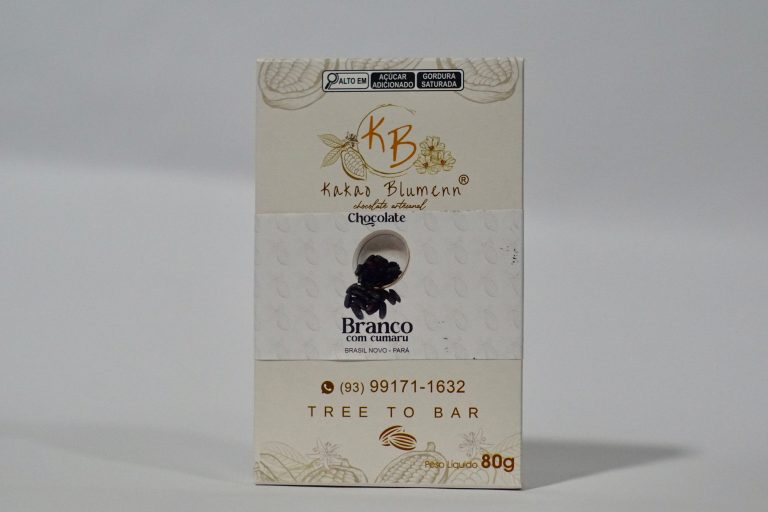 ALTO EM AÇÚCAR ADICIONADO GORDURA SATURADA
KB
Kakao Blumenn®
chocolate artesanal
Chocolate
Branco
com cumaru
BRASIL NOVO - PARÁ
(93) 99171-1632
TREE TO BAR
Peso Líquido 80g